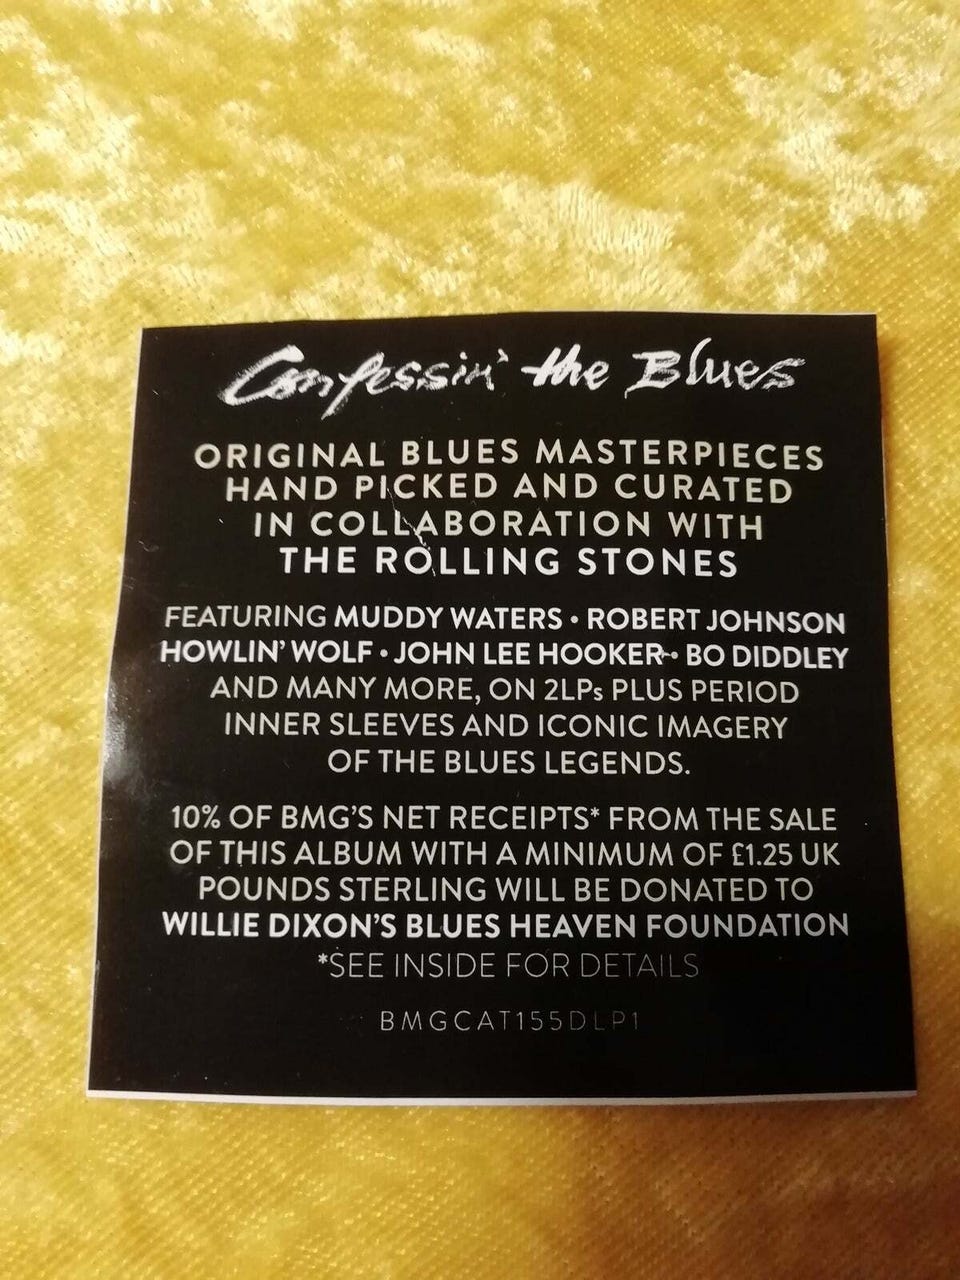 Confessin' the Blues
ORIGINAL BLUES MASTERPIECES
HAND PICKED AND CURATED
IN COLLABORATION WITH
THE ROLLING STONES
FEATURING MUDDY WATERS • ROBERT JOHNSON
HOWLIN' WOLF • JOHN LEE HOOKER • BO DIDDLEY
AND MANY MORE, ON 2LPs PLUS PERIOD
INNER SLEEVES AND ICONIC IMAGERY
OF THE BLUES LEGENDS.
10% OF BMG'S NET RECEIPTS* FROM THE SALE
OF THIS ALBUM WITH A MINIMUM OF £1.25 UK
POUNDS STERLING WILL BE DONATED TO
WILLIE DIXON'S BLUES HEAVEN FOUNDATION
*SEE INSIDE FOR DETAILS
BMGCAT155DLP1